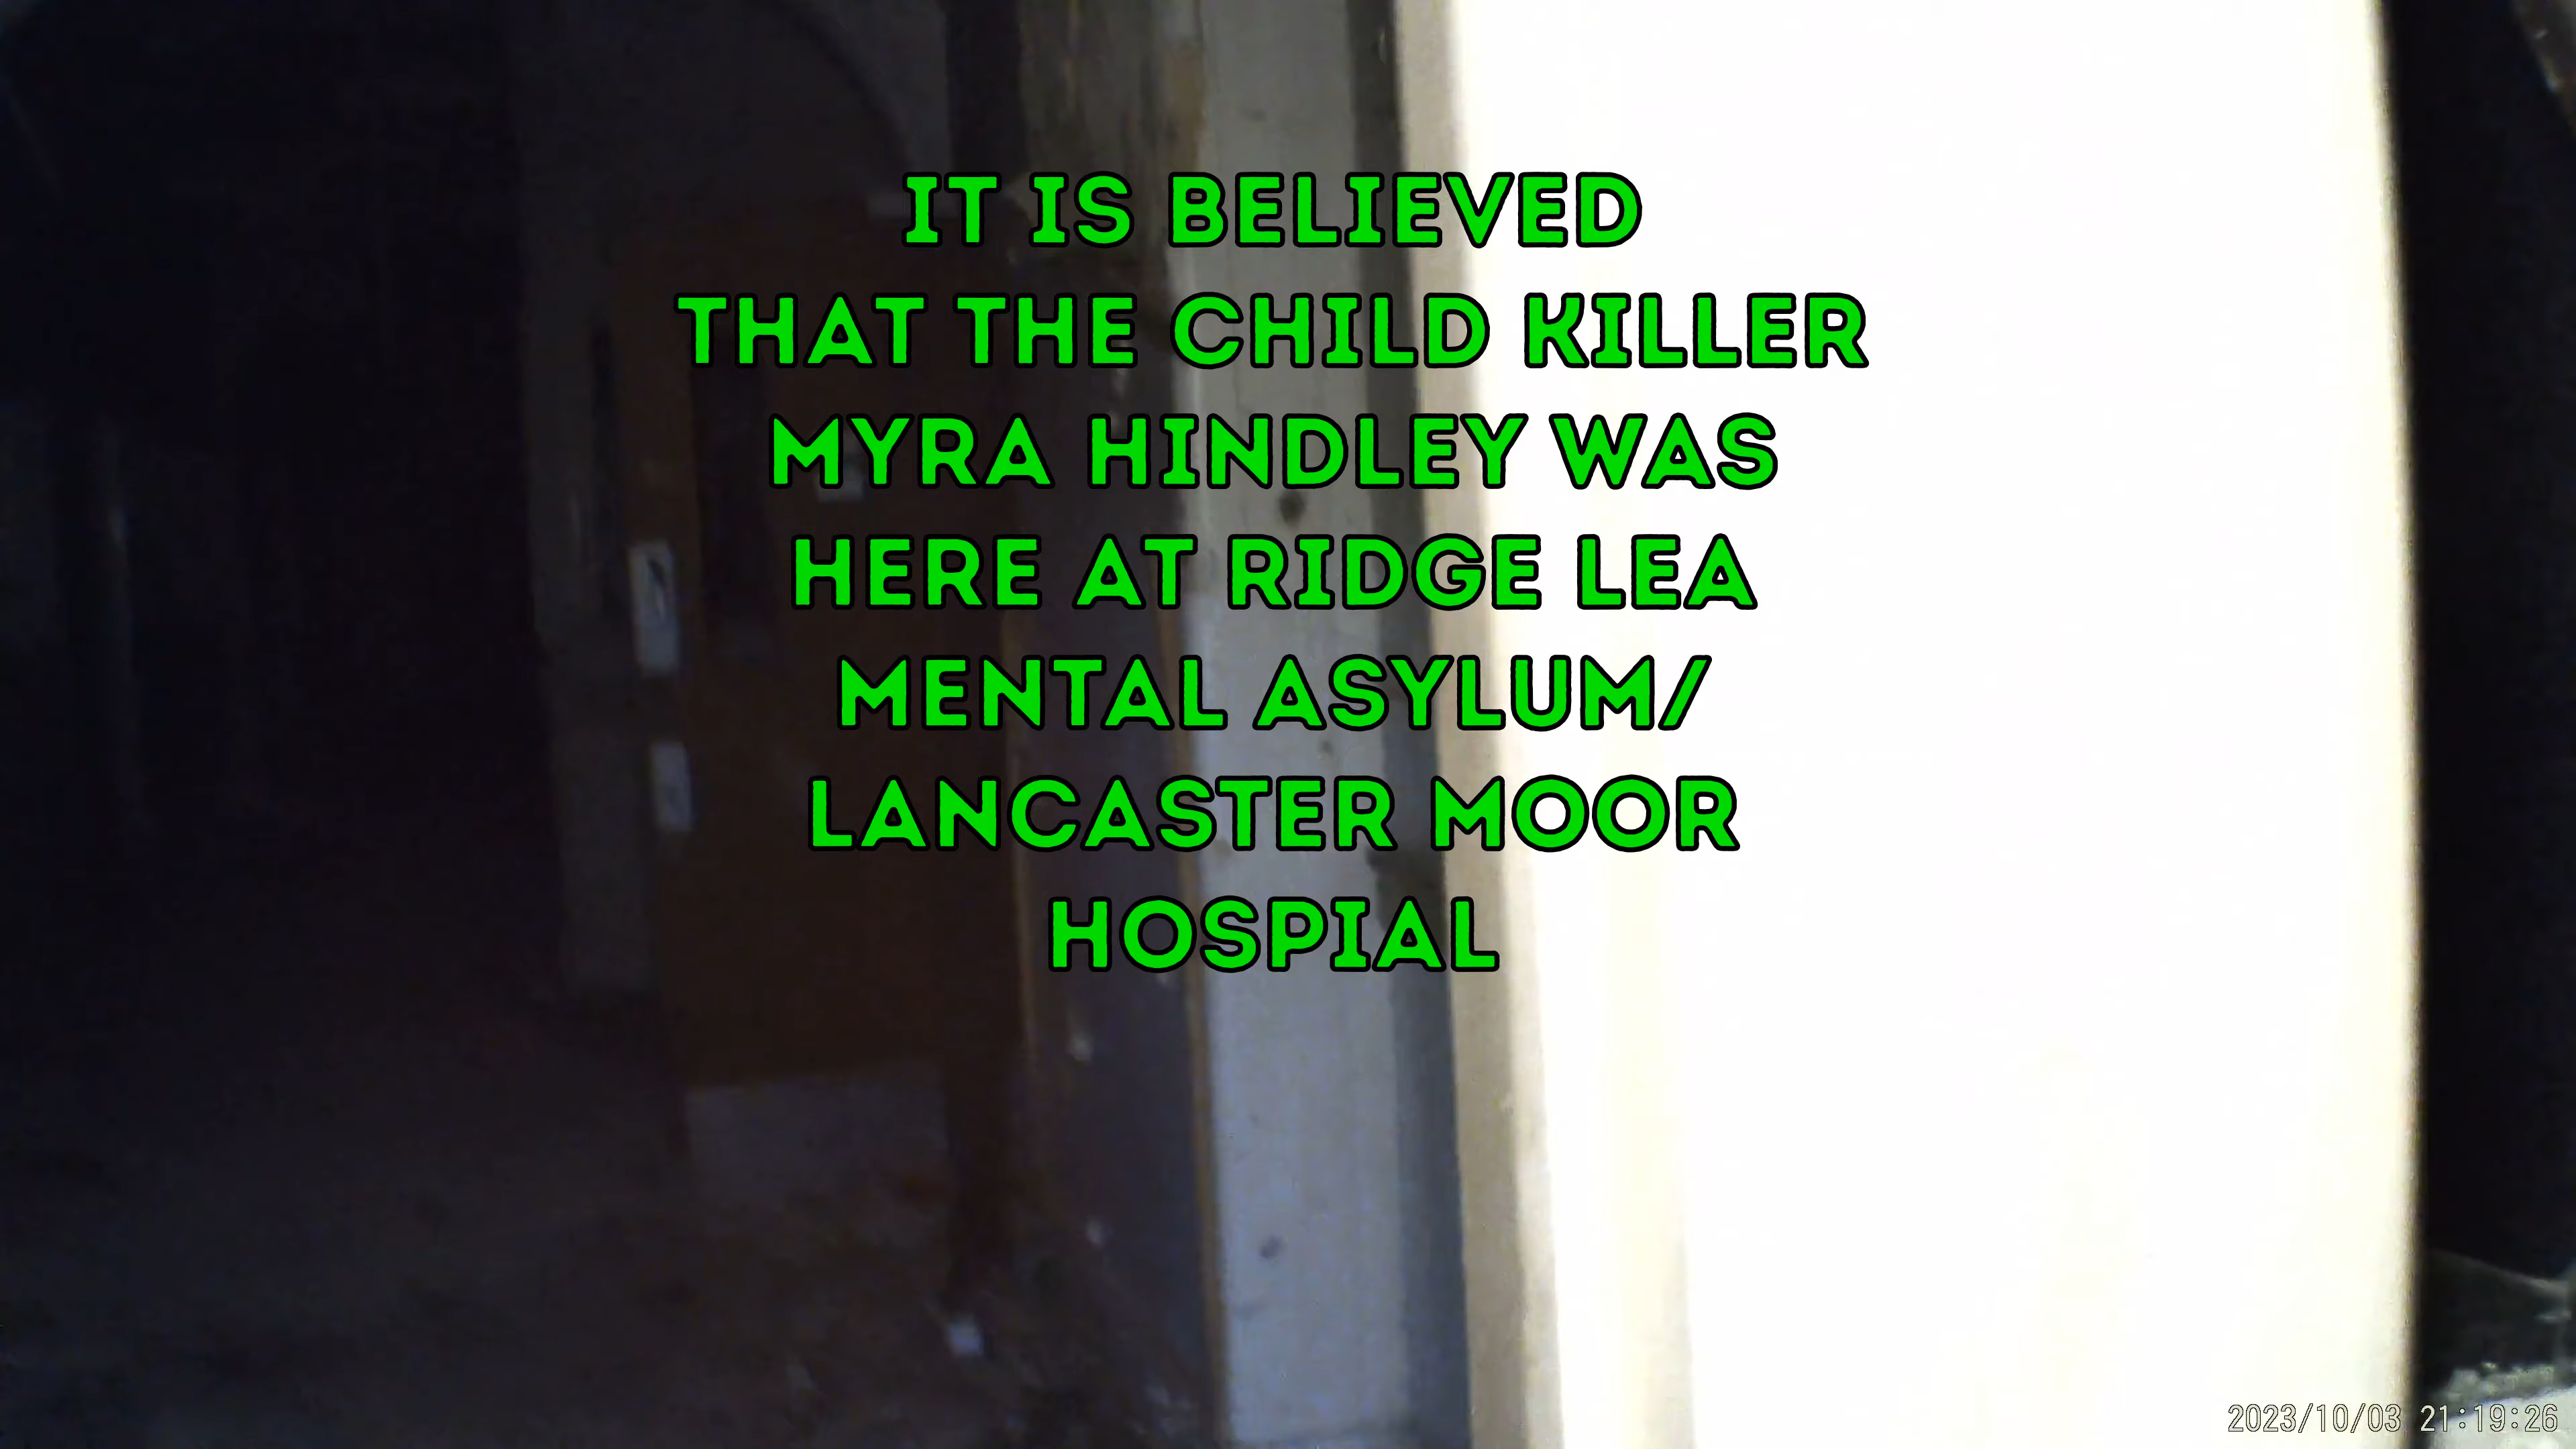 IT IS BELIEVED
THAT THE CHILD KILLER
MYRA HINDLEY WAS
HERE AT RIDGE LEA
MENTAL ASYLUM/
LANCASTER MOOR
HOSPIAL
2023/10/03 21:19:26